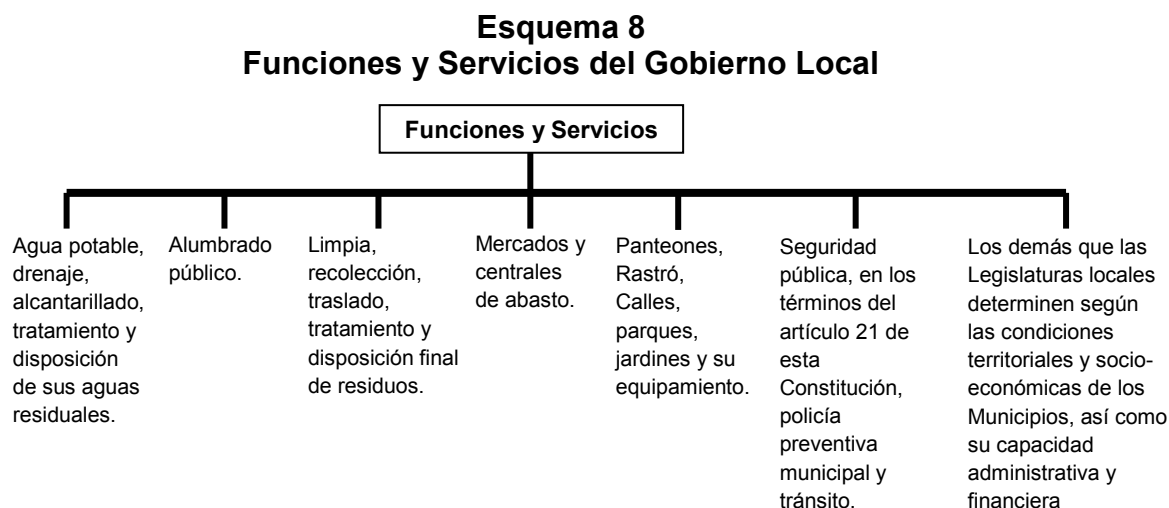 Esquema 8
Funciones y Servicios del Gobierno Local
Funciones y Servicios
Agua potable,
drenaje,
alcantarillado,
tratamiento y
disposición
de sus aguas
residuales.
Alumbrado
público.
Limpia,
recolección,
traslado,
tratamiento y
disposición final
de residuos.
Mercados y
centrales
de abasto.
Panteones,
Rastró,
Calles,
parques,
jardines y su
equipamiento.
Seguridad
pública, en los
términos del
artículo 21 de
esta
Constitución,
policía
preventiva
municipal y
tránsito.
Los demás que las
Legislaturas locales
determinen según
las condiciones
territoriales y socio-
económicas de los
Municipios, así como
su capacidad
administrativa y
financiera